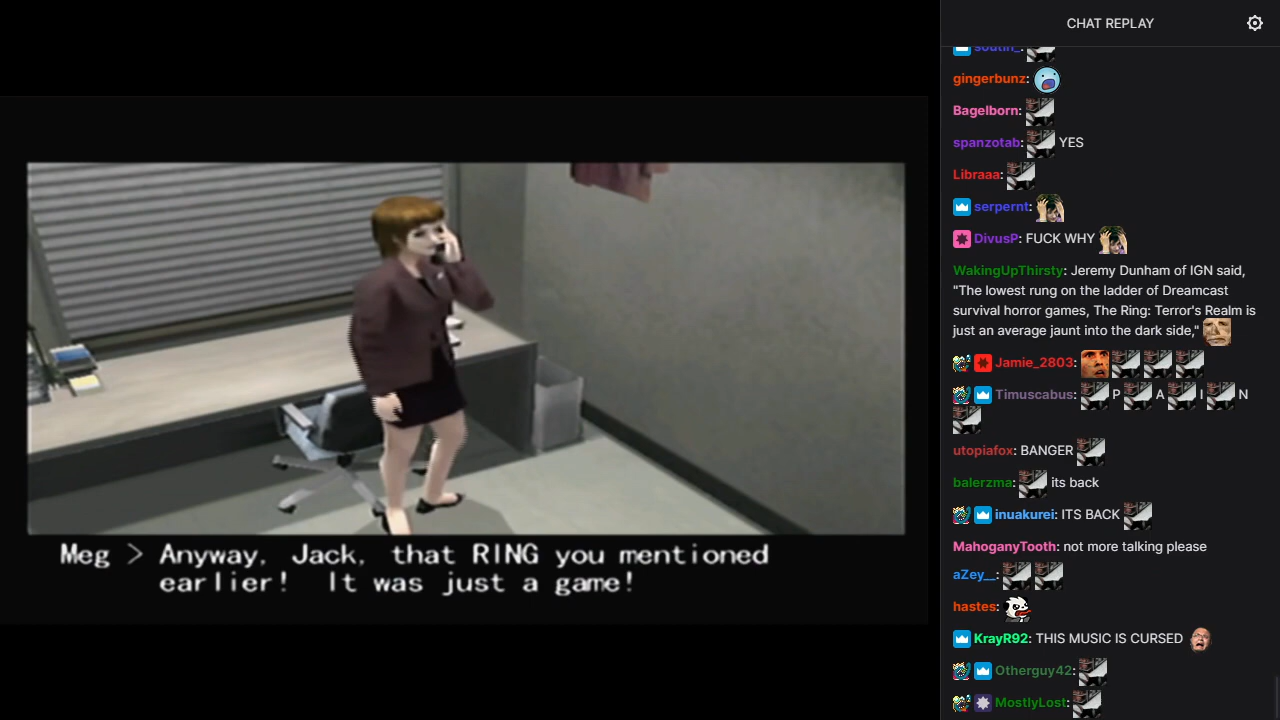 CHAT REPLAY
soutin_:
gingerbunz:
Bagelborn:
spanzotab: YES
Libraaa:
serpernt:
DivusP: FUCK WHY
WakingUpThirsty: Jeremy Dunham of IGN said,
"The lowest rung on the ladder of Dreamcast
survival horror games, The Ring: Terror's Realm is
just an average jaunt into the dark side,"
Jamie_2803:
Timuscabus: P A I N
utopiafox: BANGER
balerzma: its back
inuakurei: ITS BACK
MahoganyTooth: not more talking please
aZey__:
hastes:
KrayR92: THIS MUSIC IS CURSED
Otherguy42:
MostlyLost:
Meg > Anyway, Jack, that RING you mentioned
earlier! It was just a game!